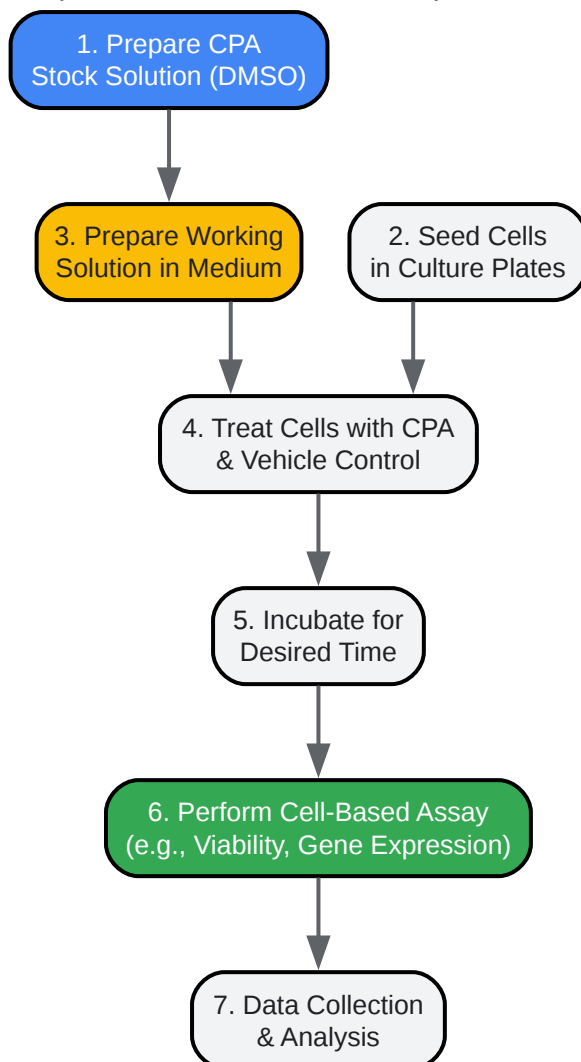 1. Prepare CPA
Stock Solution (DMSO)
3. Prepare Working
Solution in Medium
2. Seed Cells
in Culture Plates
4. Treat Cells with CPA
& Vehicle Control
5. Incubate for
Desired Time
6. Perform Cell-Based Assay
(e.g., Viability, Gene Expression)
7. Data Collection
& Analysis